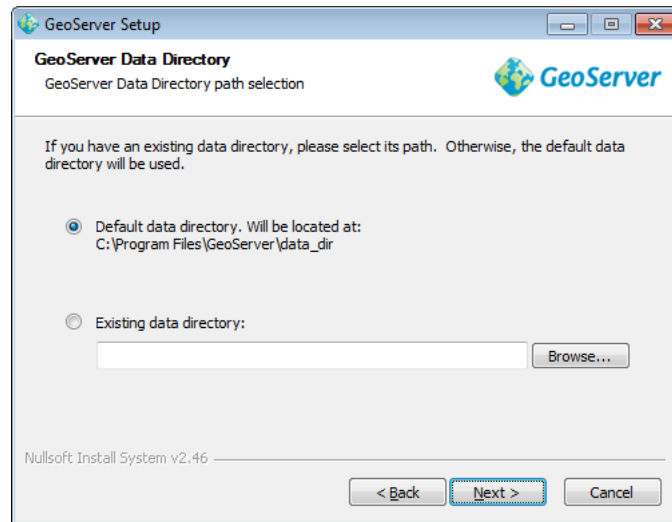 GeoServer Setup
GeoServer Data Directory
GeoServer Data Directory path selection
GeoServer
If you have an existing data directory, please select its path.  Otherwise, the default data
directory will be used.
Default data directory. Will be located at:
C:\Program Files\GeoServer\data_dir
Existing data directory:
Browse...
Nullsoft Install System v2.46
< Back
Next >
Cancel